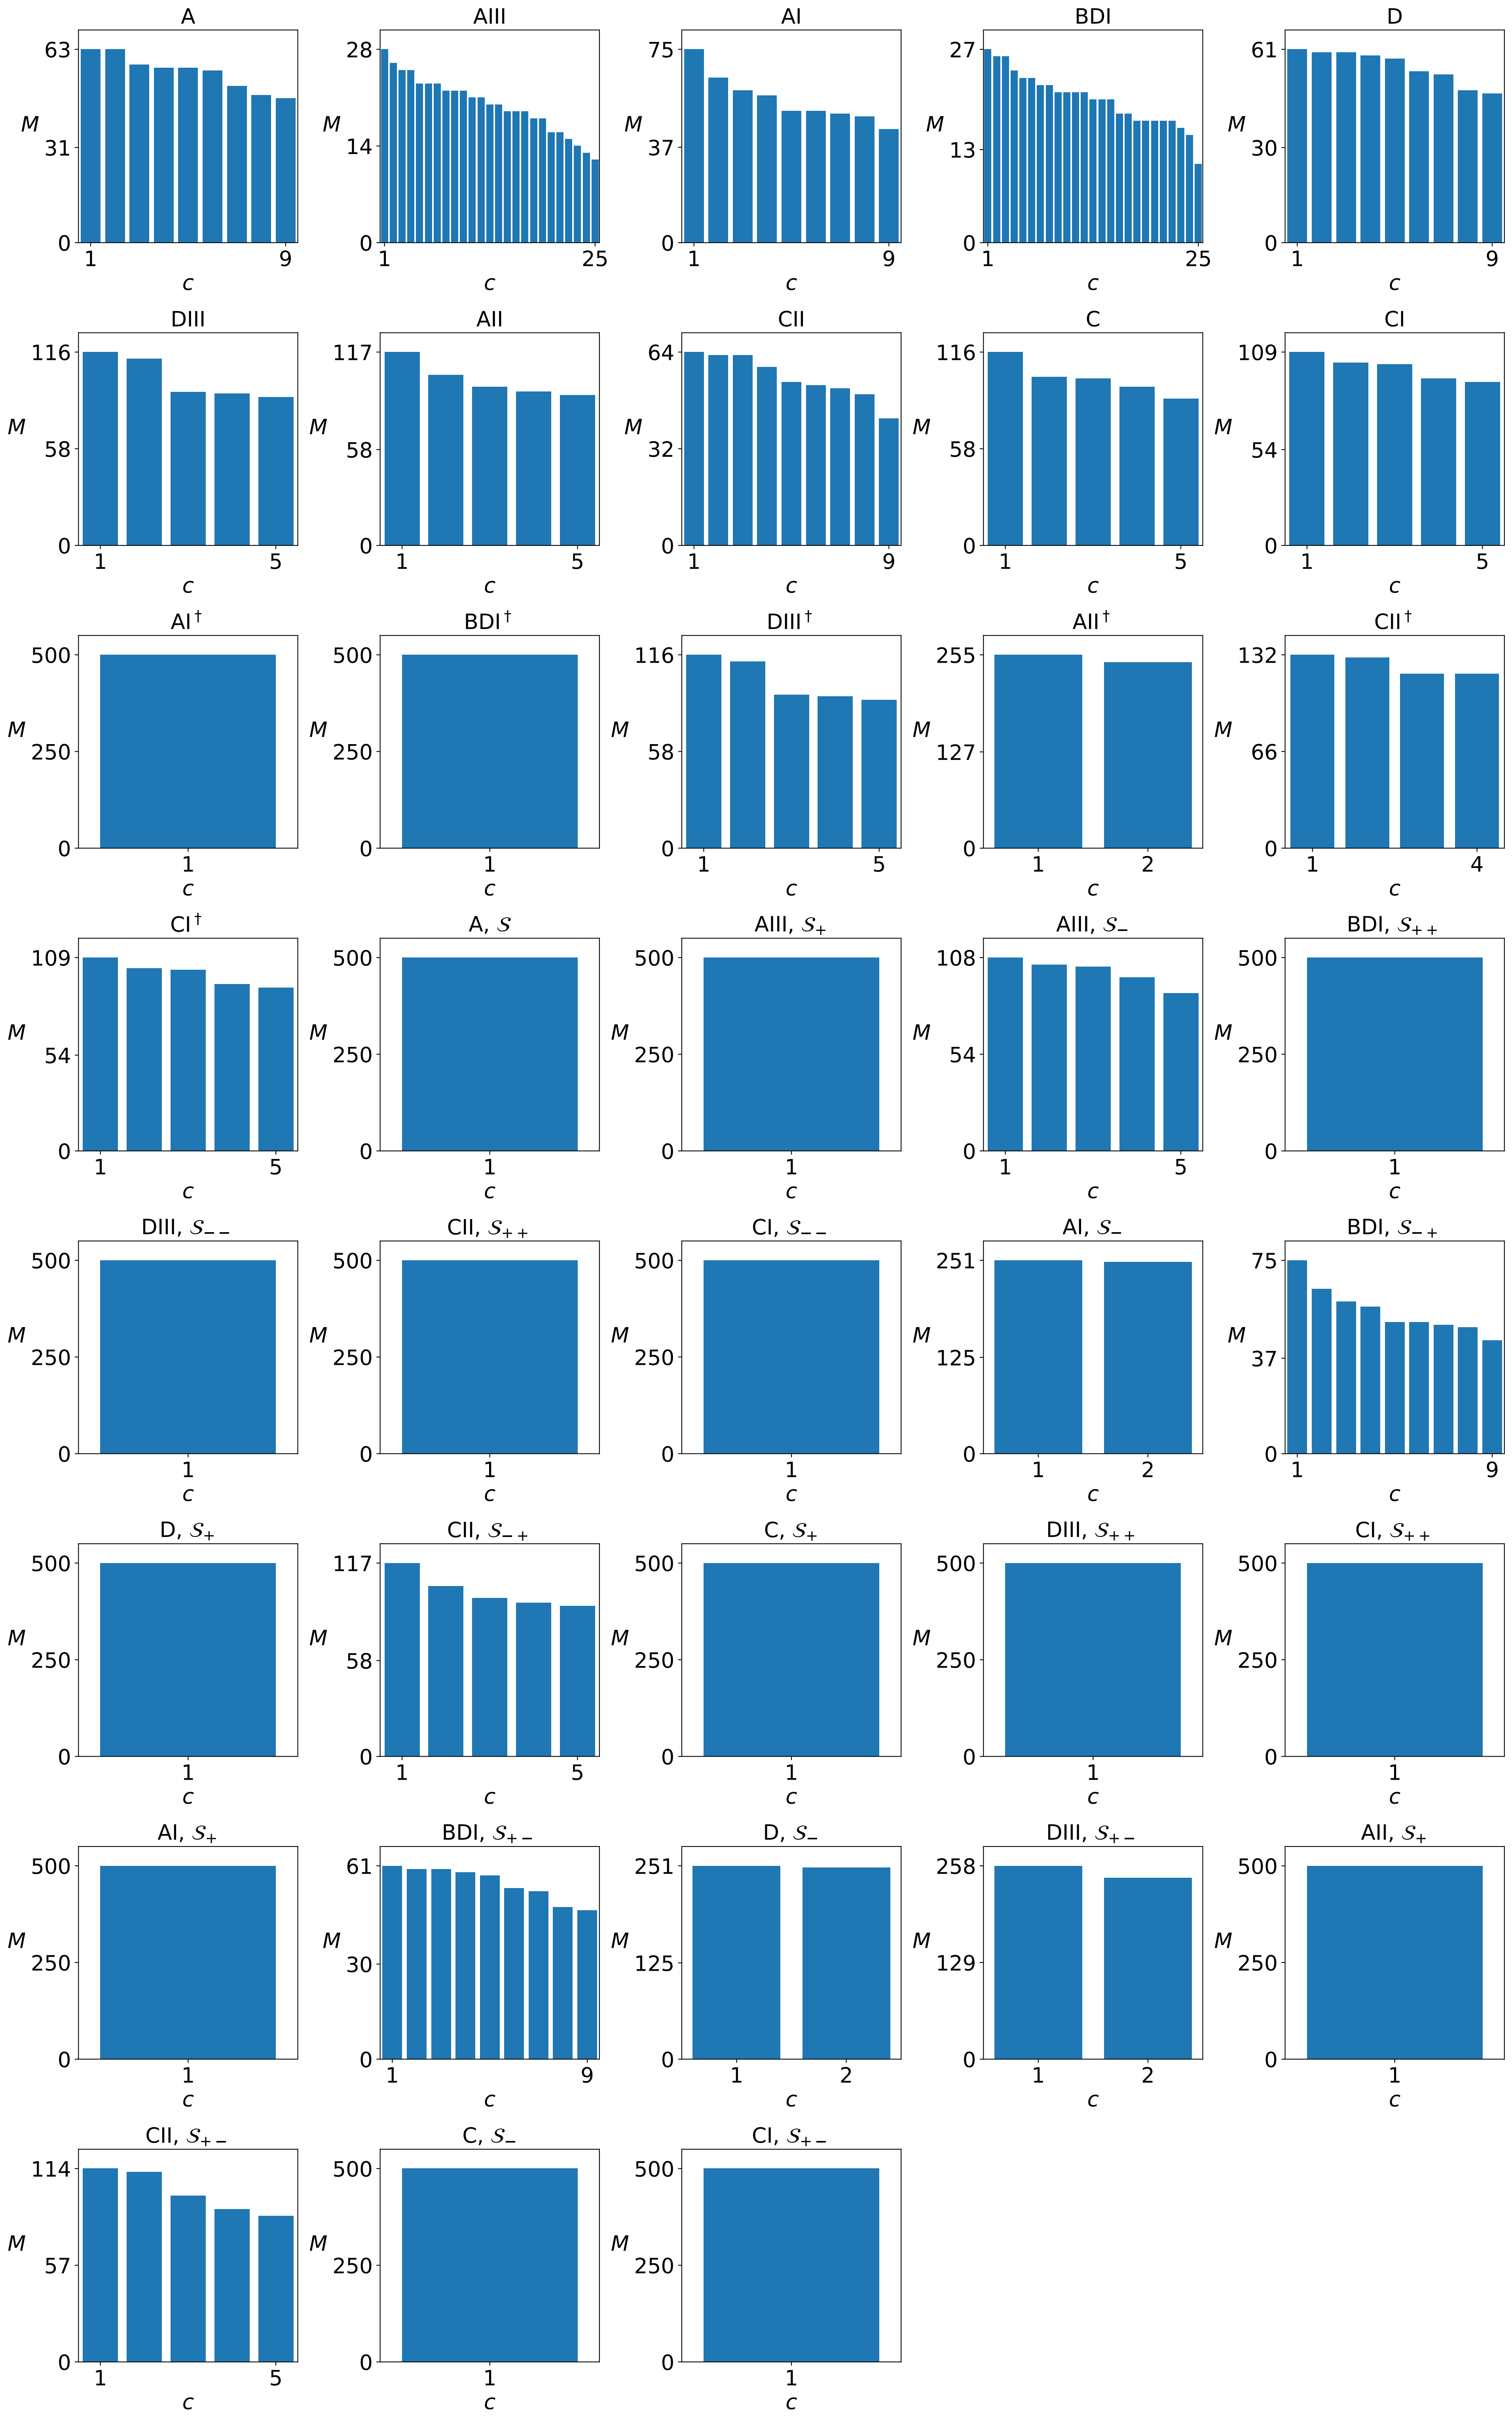 A AIII AI BDI D
M 63 31 0 M 28 14 0 M 75 37 0 M 27 13 0 M 61 30 0
1 9 1 25 1 9 1 25 1 9
c c c c c
DIII AII CII C CI
M 116 58 0 M 117 58 0 M 64 32 0 M 116 58 0 M 109 54 0
1 5 1 5 1 9 1 5 1 5
c c c c c
AI† BDI† DIII† AII† CII†
M 500 250 0 M 500 250 0 M 116 58 0 M 255 127 0 M 132 66 0
1 1 1 5 1 2 1 4
c c c c c
CI† A, 𝒮 AIII, 𝒮₊ AIII, 𝒮₋ BDI, 𝒮₊₊
M 109 54 0 M 500 250 0 M 500 250 0 M 108 54 0 M 500 250 0
1 5 1 1 1 5 1
c c c c c
DIII, 𝒮₋₋ CII, 𝒮₊₊ CI, 𝒮₋₋ AI, 𝒮₋ BDI, 𝒮₋₊
M 500 250 0 M 500 250 0 M 500 250 0 M 251 125 0 M 75 37 0
1 1 1 1 2 1 9
c c c c c
D, 𝒮₊ CII, 𝒮₋₊ C, 𝒮₊ DIII, 𝒮₊₊ CI, 𝒮₊₊
M 500 250 0 M 117 58 0 M 500 250 0 M 500 250 0 M 500 250 0
1 1 5 1 1 1
c c c c c
AI, 𝒮₊ BDI, 𝒮₊₋ D, 𝒮₋ DIII, 𝒮₊₋ AII, 𝒮₊
M 500 250 0 M 61 30 0 M 251 125 0 M 258 129 0 M 500 250 0
1 1 9 1 2 1 2 1
c c c c c
CII, 𝒮₊₋ C, 𝒮₋ CI, 𝒮₊₋
M 114 57 0 M 500 250 0 M 500 250 0
1 5 1 1
c c c